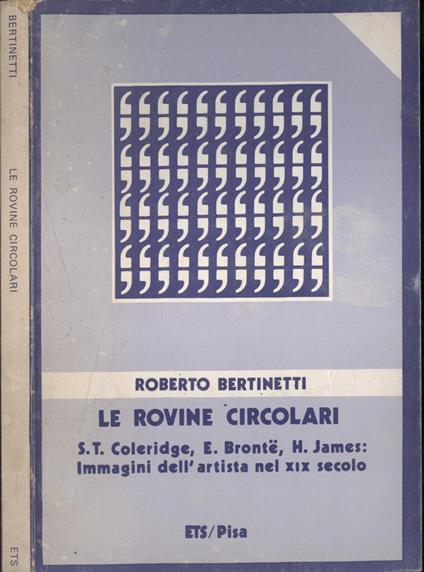 BERTINETTI
LE ROVINE CIRCOLARI
ETS
ROBERTO BERTINETTI
LE ROVINE CIRCOLARI
S.T. Coleridge, E. Brontë, H. James:
Immagini dell'artista nel XIX secolo
ETS/Pisa